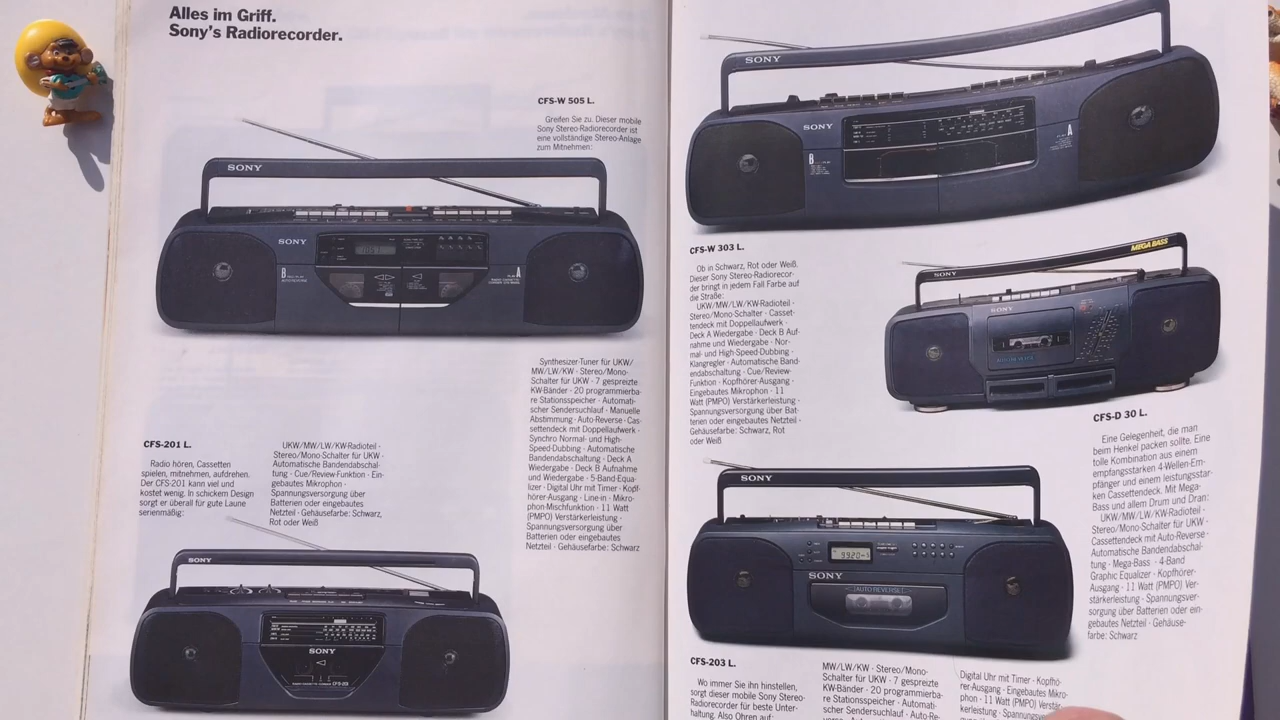 Alles im Griff.
Sony's Radiorecorder.
CFS-W 505 L.
Greifen Sie zu. Dieser mobile
Sony Stereo-Radiorecorder ist
eine vollständige Stereo-Anlage
zum Mitnehmen:
SONY
SONY
B
A
Synthesizer-Tuner für UKW/
MW/LW/KW · Stereo/Mono-
Schalter für UKW · 7 gespreizte
KW-Bänder · 20 programmierba-
re Stationsspeicher · Automati-
scher Sendersuchlauf · Manuelle
Abstimmung · Auto-Reverse · Cas-
settendeck mit Doppellaufwerk ·
Synchro Normal- und High-
Speed-Dubbing · Automatische
Bandendabschaltung · Deck A
Wiedergabe · Deck B Aufnahme
und Wiedergabe · 5-Band-Equa-
lizer · Digital Uhr mit Timer · Kopf-
hörer-Ausgang · Line-in · Mikro-
phon-Mischfunktion · 11 Watt
(PMPO) Verstärkerleistung ·
Spannungsversorgung über
Batterien oder eingebautes
Netzteil · Gehäusefarbe: Schwarz
CFS-201 L.
Radio hören, Cassetten
spielen, mitnehmen, aufdrehen.
Der CFS-201 kann viel und
kostet wenig. In schickem Design
sorgt er überall für gute Laune
serienmäßig:
UKW/MW/LW/KW-Radioteil ·
Stereo/Mono-Schalter für UKW ·
Automatische Bandendabschal-
tung · Cue/Review-Funktion · Ein-
gebautes Mikrophon ·
Spannungsversorgung über
Batterien oder eingebautes
Netzteil · Gehäusefarbe: Schwarz,
Rot oder Weiß
SONY
SONY
CFS-201
SONY
SONY
B
A
CFS-W 303 L.
Ob in Schwarz, Rot oder Weiß.
Dieser Sony Stereo-Radiorecor-
der bringt in jedem Fall Farbe auf
die Straße:
UKW/MW/LW/KW-Radioteil ·
Stereo/Mono-Schalter · Casset-
tendeck mit Doppellaufwerk ·
Deck A Wiedergabe · Deck B Auf-
nahme und Wiedergabe · Nor-
mal- und High-Speed-Dubbing ·
Klangregler · Automatische Band-
endabschaltung · Cue/Review-
Funktion · Kopfhörer-Ausgang ·
Eingebautes Mikrophon · 11
Watt (PMPO) Verstärkerleistung ·
Spannungsversorgung über Bat-
terien oder eingebautes Netzteil ·
Gehäusefarbe: Schwarz, Rot
oder Weiß
MEGA BASS
SONY
SONY
CFS-D 30 L.
Eine Gelegenheit, die man
beim Henkel packen sollte. Eine
tolle Kombination aus einem
empfangsstarken 4-Wellen-Em-
pfänger und einem leistungsstar-
ken Cassettendeck. Mit Mega-
Bass und allem Drum und Dran:
UKW/MW/LW/KW-Radioteil ·
Stereo/Mono-Schalter für UKW ·
Cassettendeck mit Auto-Reverse ·
Automatische Bandendabschal-
tung · Mega-Bass · 4-Band
Graphic Equalizer · Kopfhörer-
Ausgang · 11 Watt (PMPO) Ver-
stärkerleistung · Spannungsver-
sorgung über Batterien oder ein-
gebautes Netzteil · Gehäuse-
farbe: Schwarz
SONY
SONY
AUTO REVERSE
CFS-203 L.
Wo immer Sie ihn hinstellen,
sorgt dieser mobile Sony Stereo-
Radiorecorder für beste Unter-
haltung. Also Ohren auf:
MW/LW/KW · Stereo/Mono-
Schalter für UKW · 7 gespreizte
KW-Bänder · 20 programmierba-
re Stationsspeicher · Automati-
scher Sendersuchlauf · Manuelle
Digital Uhr mit Timer · Kopfhö-
rer-Ausgang · Eingebautes Mikro-
phon · 11 Watt (PMPO) Verstär-
kerleistung ·